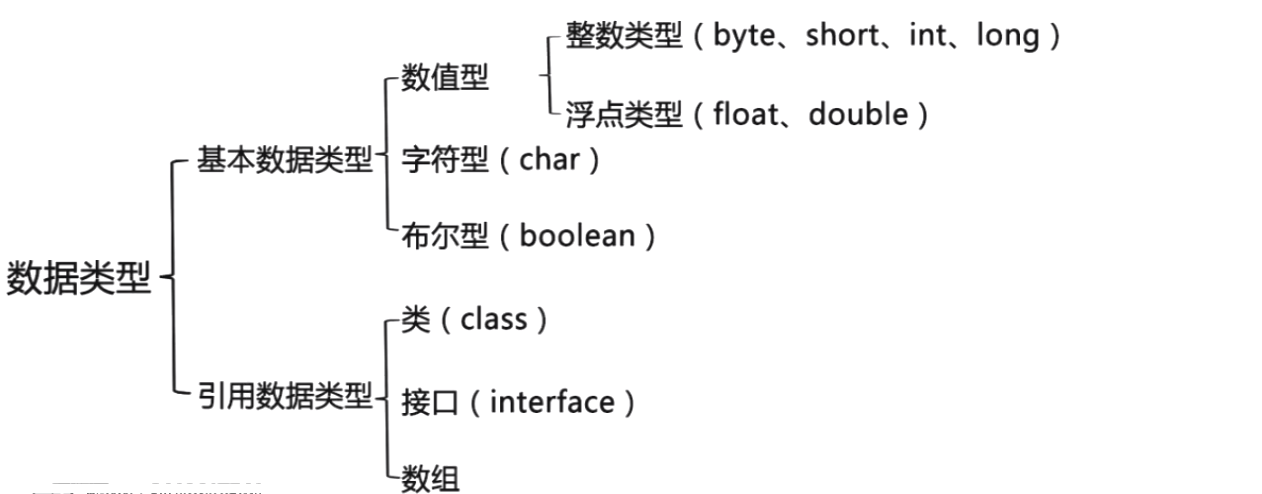 整数类型（byte、short、int、long）
数值型
浮点类型（float、double）
基本数据类型
字符型（char）
布尔型（boolean）
数据类型
类（class）
引用数据类型
接口（interface）
数组